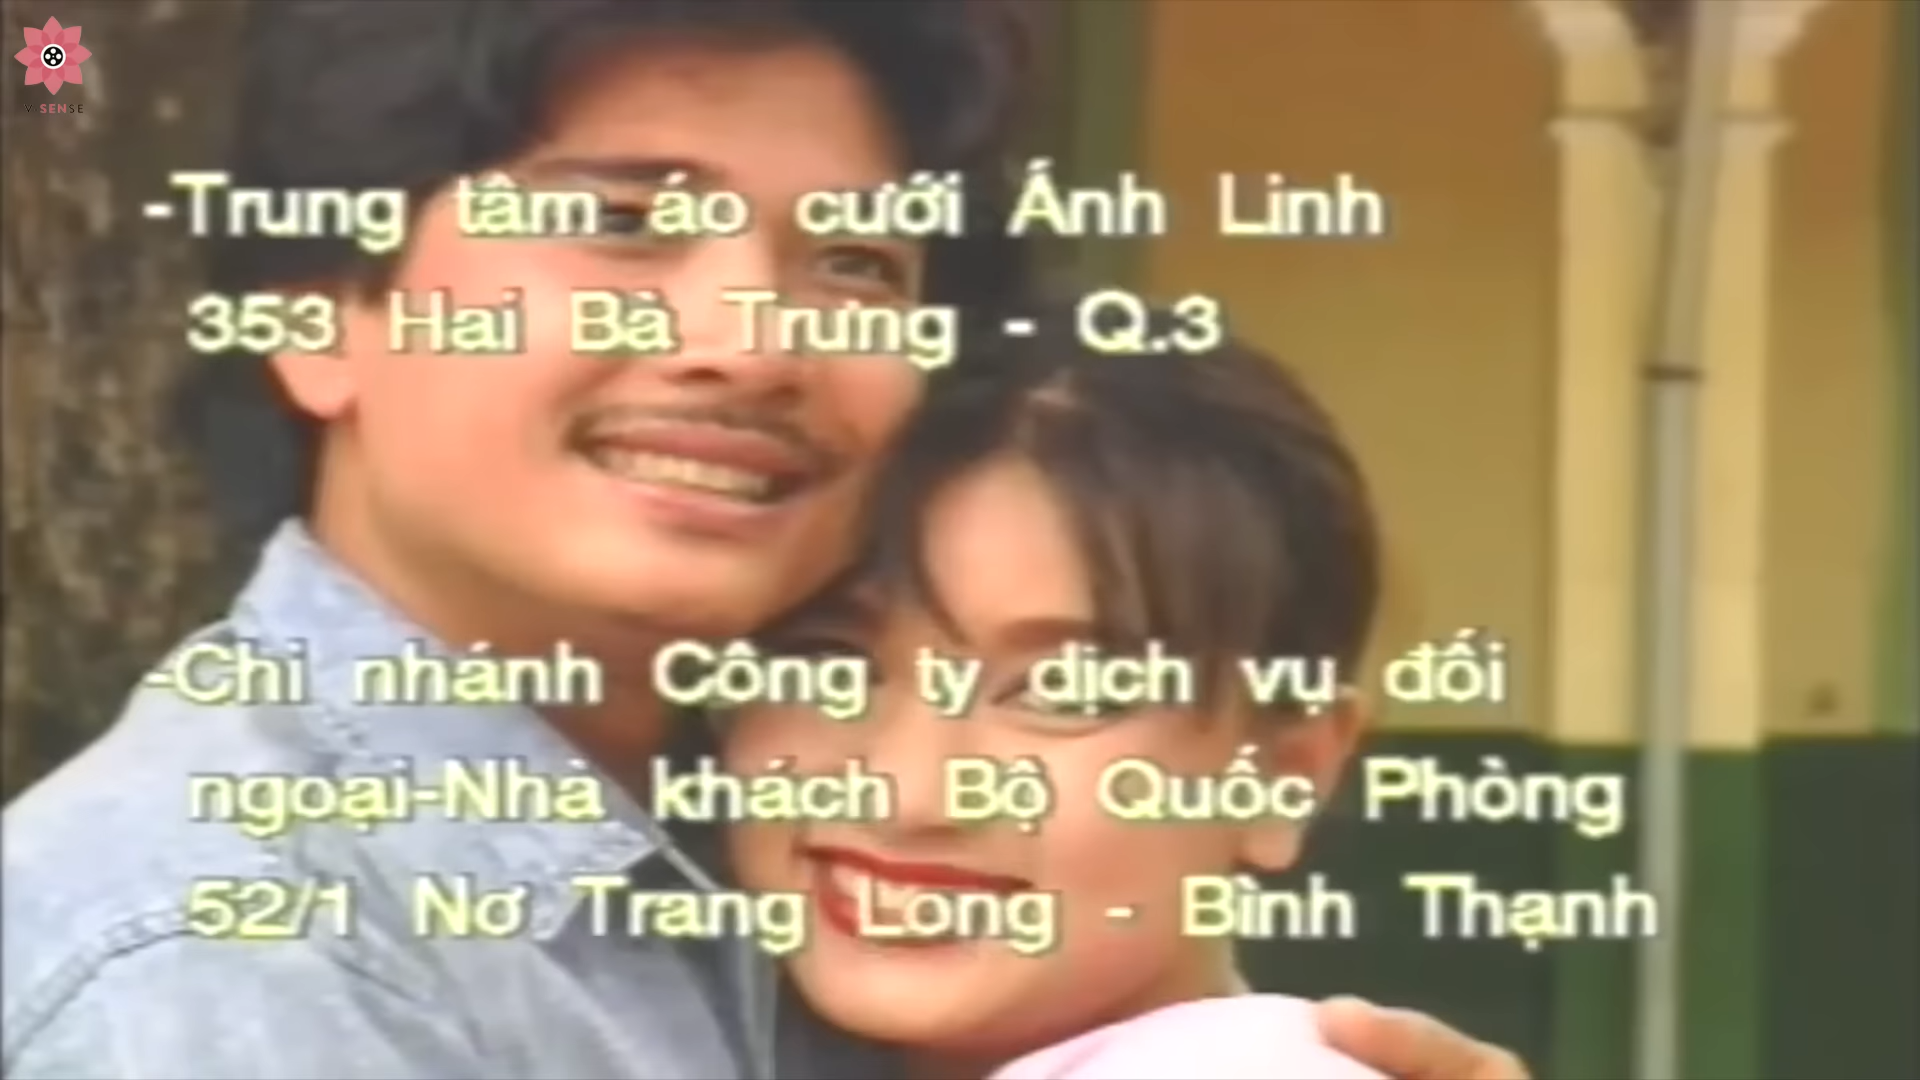 V SENSE
-Trung tâm áo cưới Ánh Linh
353 Hai Bà Trưng - Q.3
-Chi nhánh Công ty dịch vụ đối
ngoại-Nhà khách Bộ Quốc Phòng
52/1 Nơ Trang Long - Bình Thạnh